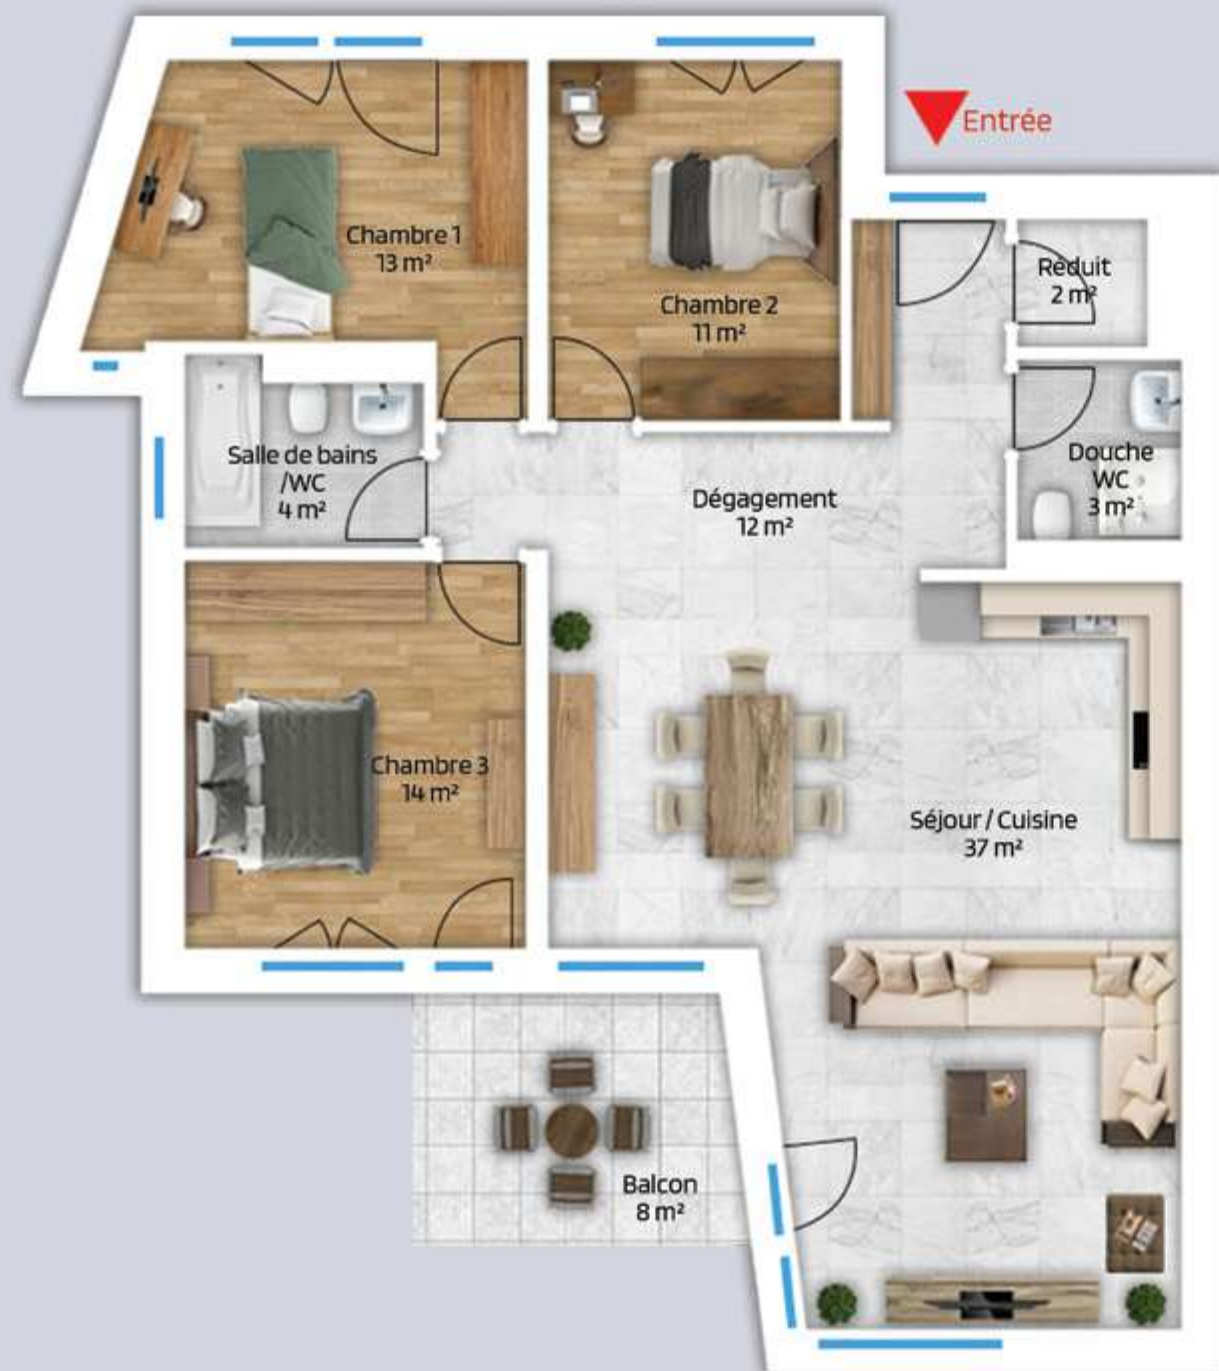 Entrée
Chambre 1
13 m²
Chambre 2
11 m²
Réduit
2 m²
Salle de bains
/WC
4 m²
Douche
WC
3 m²
Dégagement
12 m²
Chambre 3
14 m²
Séjour / Cuisine
37 m²
Balcon
8 m²